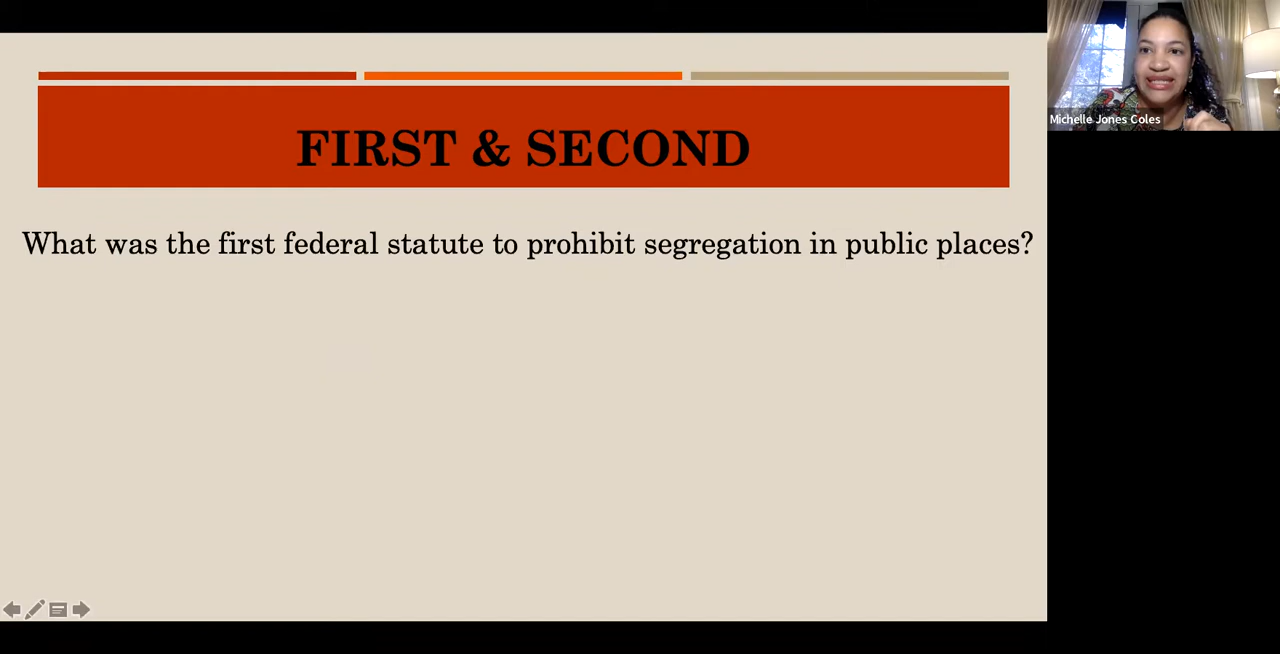 FIRST & SECOND
What was the first federal statute to prohibit segregation in public places?
Michelle Jones Coles